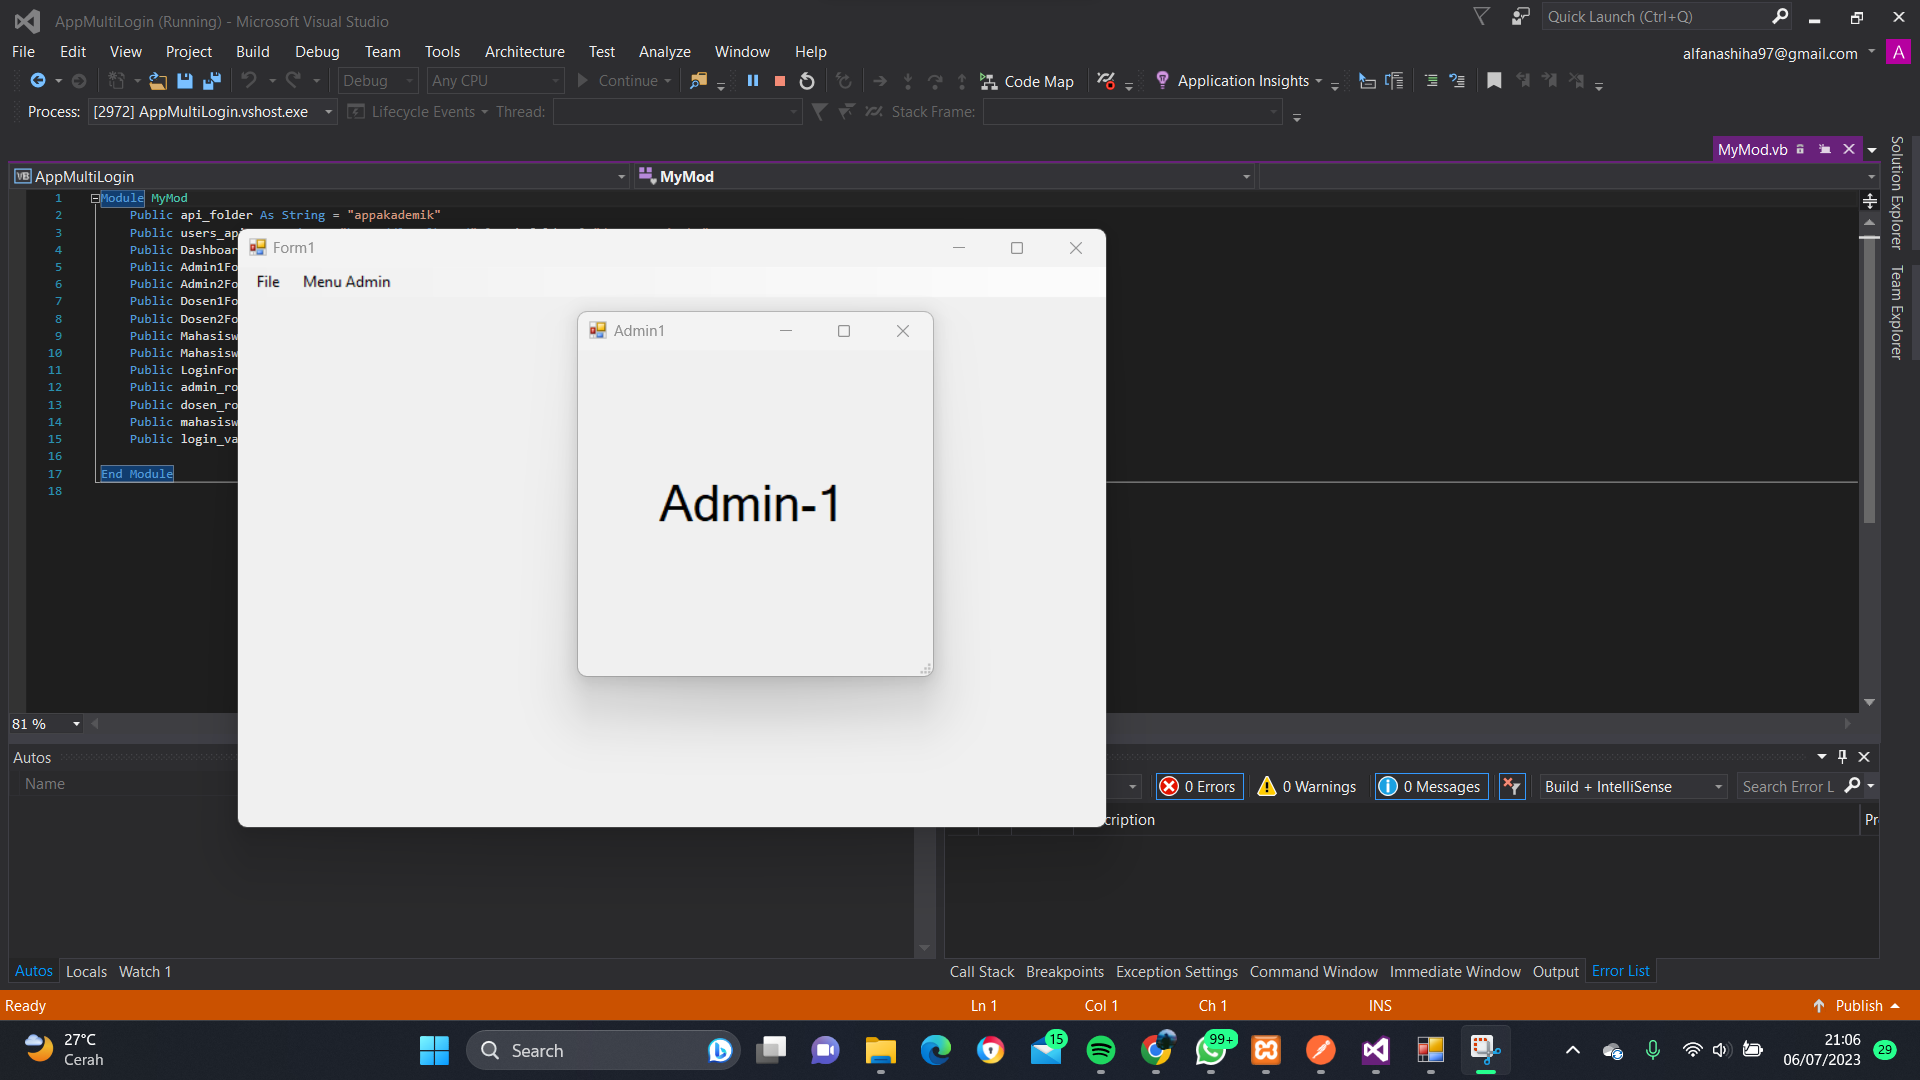 AppMultiLogin (Running) - Microsoft Visual Studio
Quick Launch (Ctrl+Q)
File Edit View Project Build Debug Team Tools Architecture Test Analyze Window Help
alfanashiha97@gmail.com A
Debug Any CPU Continue Code Map Application Insights
Process: [2972] AppMultiLogin.vshost.exe Lifecycle Events Thread: Stack Frame:
MyMod.vb
Solution Explorer
Team Explorer
VB AppMultiLogin MyMod
1 Module MyMod
2 Public api_folder As String = "appakademik"
3 Public users_api
4 Public Dashboar
5 Public Admin1Fo
6 Public Admin2Fo
7 Public Dosen1Fo
8 Public Dosen2Fo
9 Public Mahasisw
10 Public Mahasisw
11 Public LoginFor
12 Public admin_ro
13 Public dosen_ro
14 Public mahasisw
15 Public login_va
16
17 End Module
18
Form1
File Menu Admin
Admin1
Admin-1
81 %
Autos
Name
0 Errors 0 Warnings 0 Messages Build + IntelliSense Search Error L
cription Pr
Autos Locals Watch 1
Call Stack Breakpoints Exception Settings Command Window Immediate Window Output Error List
Ready Ln 1 Col 1 Ch 1 INS Publish
27°C
Cerah
Search
15
99+
21:06
06/07/2023
29